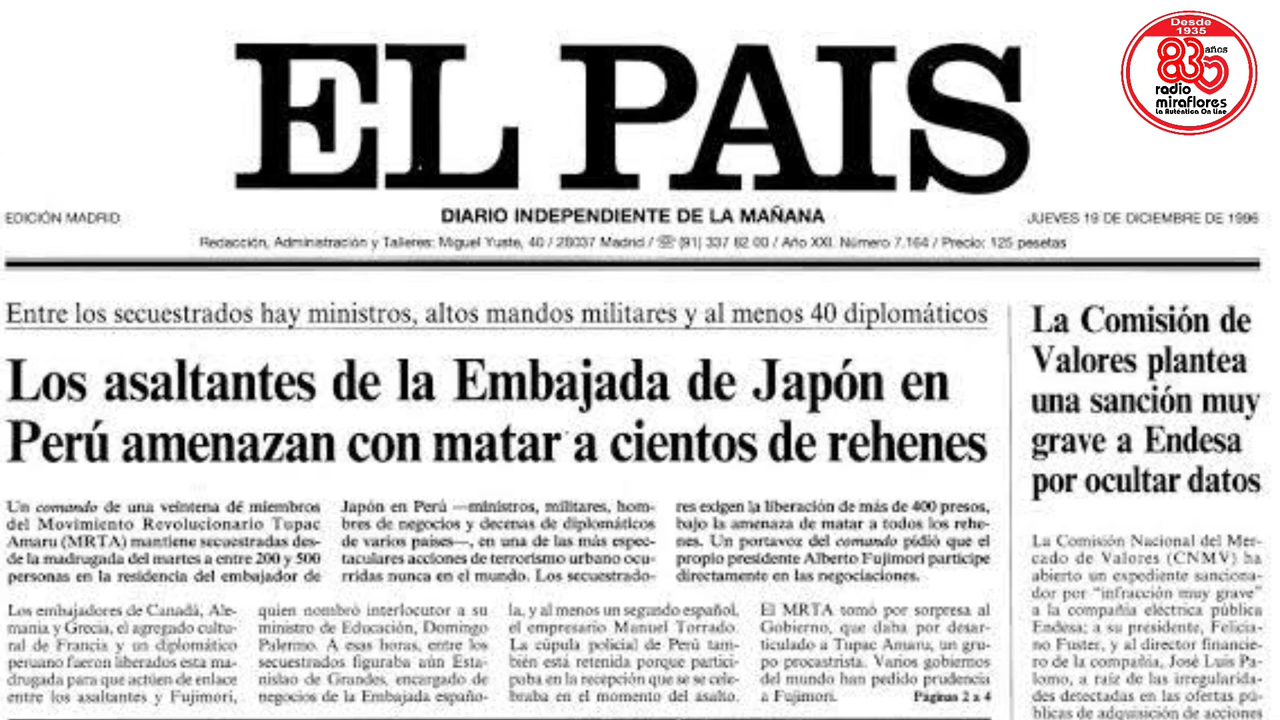 EL PAIS
Desde
1935
83 años
radio
miraflores
la Auténtica On Line
EDICIÓN MADRID
DIARIO INDEPENDIENTE DE LA MAÑANA
JUEVES 19 DE DICIEMBRE DE 1996
Redacción, Administración y Talleres: Miguel Yuste, 40 / 28037 Madrid / ☏ (91) 337 82 00 / Año XXI. Número 7.164 / Precio: 125 pesetas
Entre los secuestrados hay ministros, altos mandos militares y al menos 40 diplomáticos
Los asaltantes de la Embajada de Japón en
Perú amenazan con matar a cientos de rehenes
Un comando de una veintena de miembros
del Movimiento Revolucionario Tupac
Amaru (MRTA) mantiene secuestradas des-
de la madrugada del martes a entre 200 y 500
personas en la residencia del embajador de
Japón en Perú —ministros, militares, hom-
bres de negocios y decenas de diplomáticos
de varios países—, en una de las más espec-
taculares acciones de terrorismo urbano ocu-
rridas nunca en el mundo. Los secuestrado-
res exigen la liberación de más de 400 presos,
bajo la amenaza de matar a todos los rehe-
nes. Un portavoz del comando pidió que el
propio presidente Alberto Fujimori participe
directamente en las negociaciones.
Los embajadores de Canadá, Ale-
mania y Grecia, el agregado cultu-
ral de Francia y un diplomático
peruano fueron liberados esta ma-
drugada para que actúen de enlace
entre los asaltantes y Fujimori,
quien nombró interlocutor a su
ministro de Educación, Domingo
Palermo. A esas horas, entre los
secuestrados figuraba aún Esta-
nislao de Grandes, encargado de
negocios de la Embajada españo-
la, y al menos un segundo español,
el empresario Manuel Torrado.
La cúpula policial de Perú tam-
bién está retenida porque partici-
paba en la recepción que se se cele-
braba en el momento del asalto.
El MRTA tomó por sorpresa al
Gobierno, que daba por desar-
ticulado a Tupac Amaru, un gru-
po procastrista. Varios gobiernos
del mundo han pedido prudencia
a Fujimori. Páginas 2 a 4
La Comisión de
Valores plantea
una sanción muy
grave a Endesa
por ocultar datos
La Comisión Nacional del Mer-
cado de Valores (CNMV) ha
abierto un expediente sanciona-
dor por “infracción muy grave”
a la compañía eléctrica pública
Endesa; a su presidente, Felicia-
no Fuster, y al director financie-
ro de la compañía, José Luis Pa-
lomo, a raíz de las irregularida-
des detectadas en las ofertas pú-
blicas de adquisición de acciones